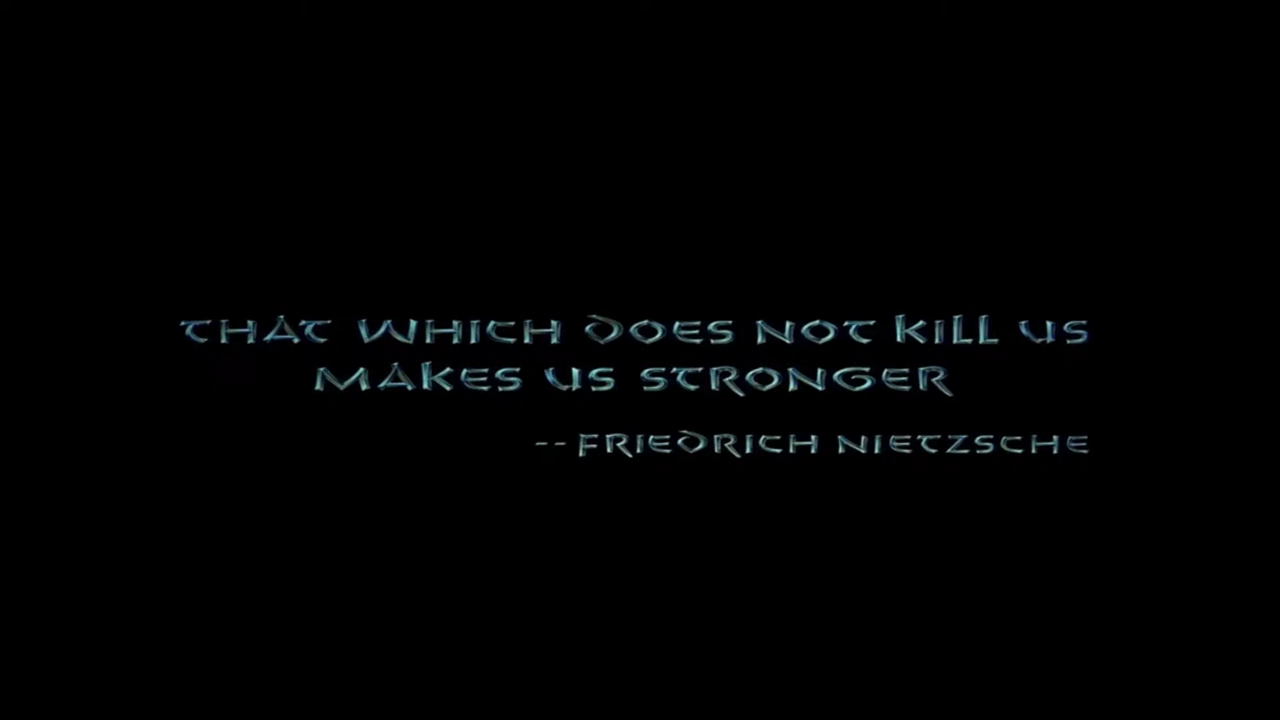 THAT WHICH DOES NOT KILL US
MAKES US STRONGER
--FRIEDRICH NIETZSCHE